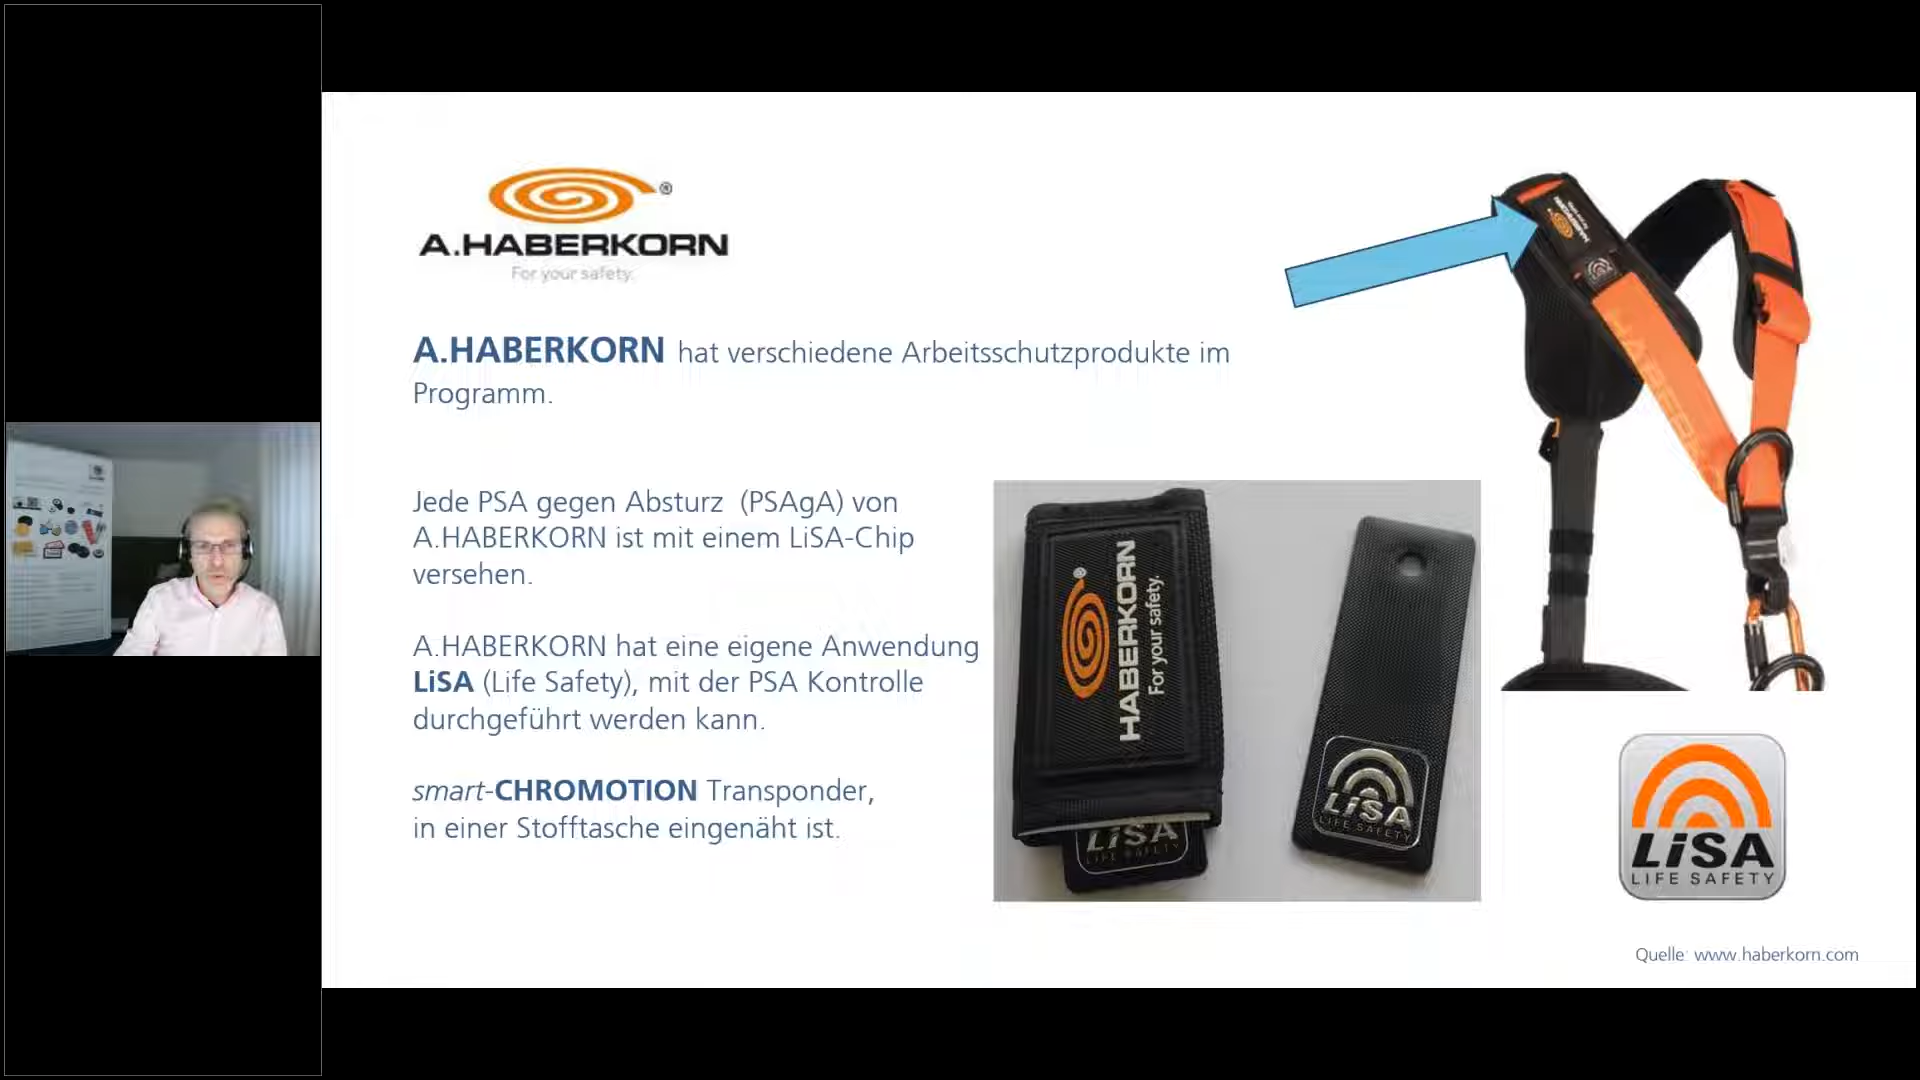 A.HABERKORN
For your safety.
A.HABERKORN hat verschiedene Arbeitsschutzprodukte im
Programm.
Jede PSA gegen Absturz (PSAgA) von
A.HABERKORN ist mit einem LiSA-Chip
versehen.
A.HABERKORN hat eine eigene Anwendung
LiSA (Life Safety), mit der PSA Kontrolle
durchgeführt werden kann.
smart-CHROMOTION Transponder,
in einer Stofftasche eingenäht ist.
HABERKORN
For your safety.
LiSA
LIFE SAFETY
LiSA
LIFE SAFETY
HABERKORN
LiSA
LIFE SAFETY
Quelle: www.haberkorn.com